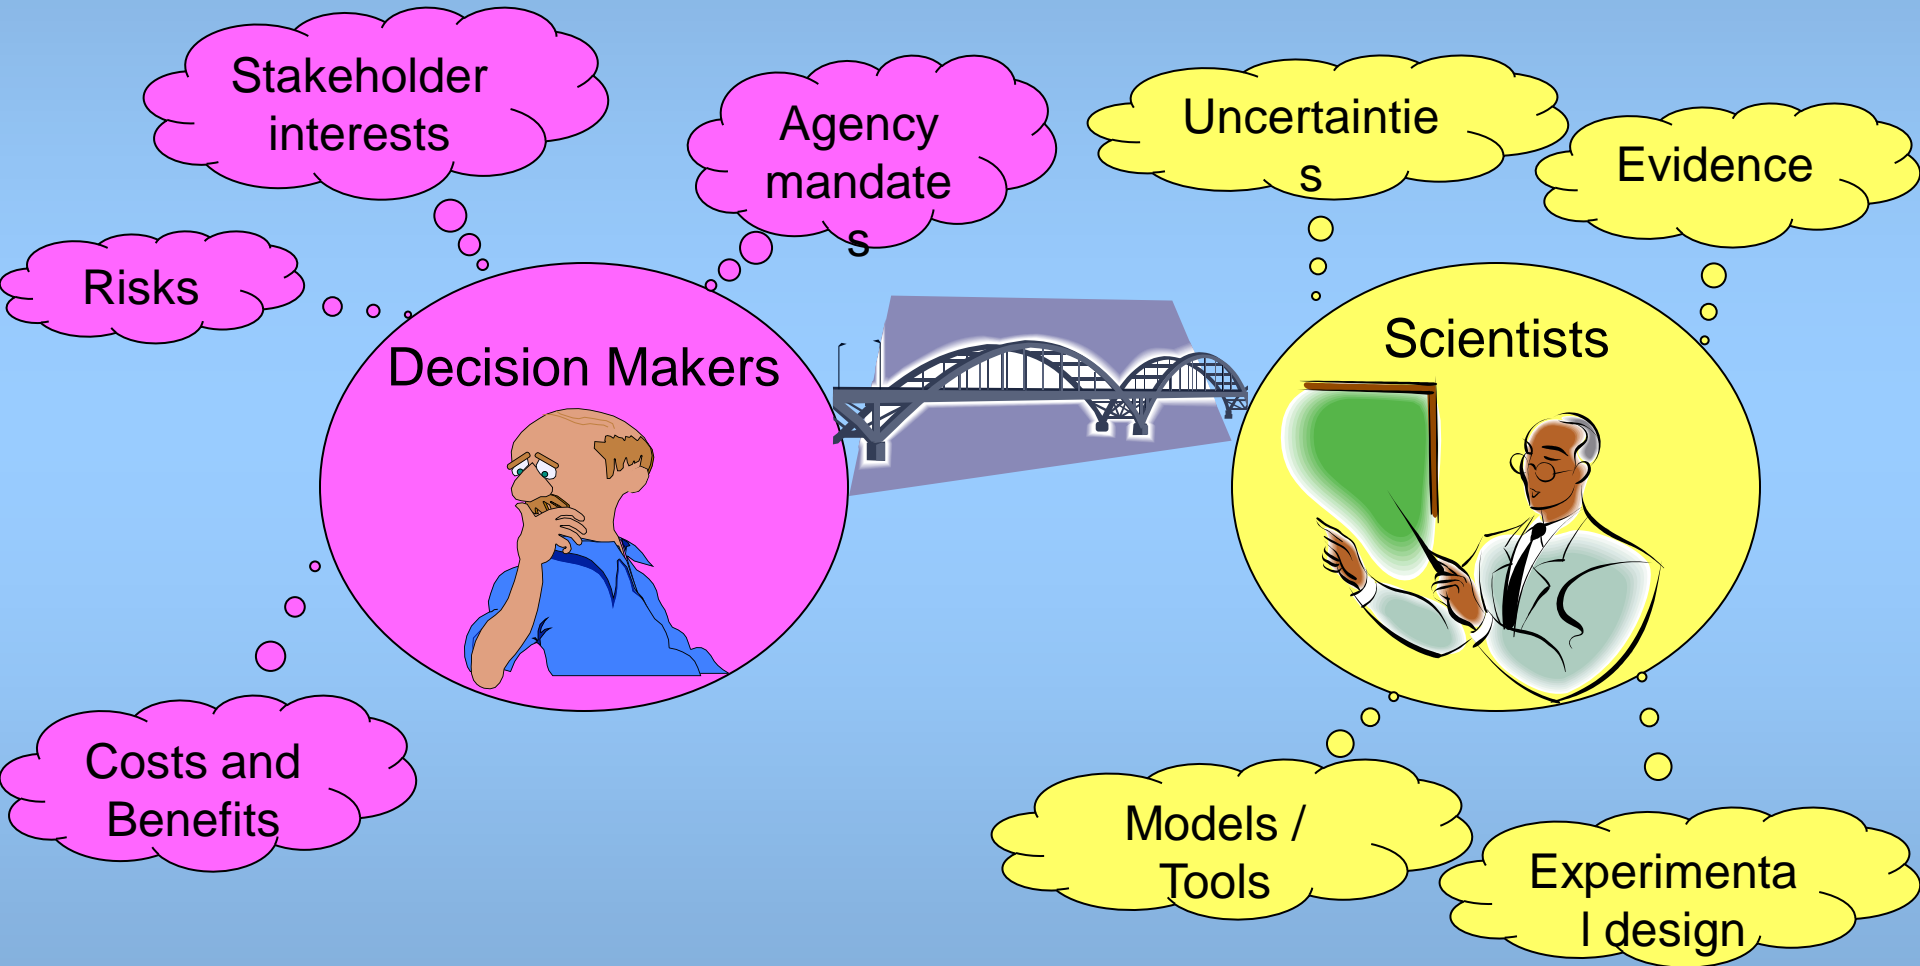 Stakeholder
interests
Agency
mandate
s
Uncertaintie
s
Evidence
Risks
Decision Makers
Scientists
Costs and
Benefits
Models /
Tools
Experimenta
l design